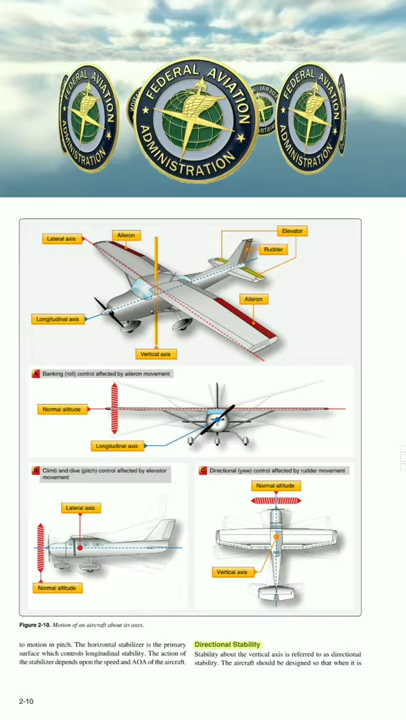 FEDERAL AVIATION
ADMINISTRATION
FEDERAL AVIATION
ADMINISTRATION
FEDERAL AVIATION
ADMINISTRATION
Elevator
Aileron
Lateral axis
Rudder
Aileron
Longitudinal axis
Vertical axis
A Banking (roll) control affected by aileron movement
Normal altitude
Longitudinal axis
B Climb and dive (pitch) control affected by elevator
movement
Lateral axis
Normal altitude
C Directional (yaw) control affected by rudder movement
Normal altitude
Vertical axis
Figure 2-10. Motion of an aircraft about its axes.
to motion in pitch. The horizontal stabilizer is the primary
surface which controls longitudinal stability. The action of
the stabilizer depends upon the speed and AOA of the aircraft.
Directional Stability
Stability about the vertical axis is referred to as directional
stability. The aircraft should be designed so that when it is
2-10